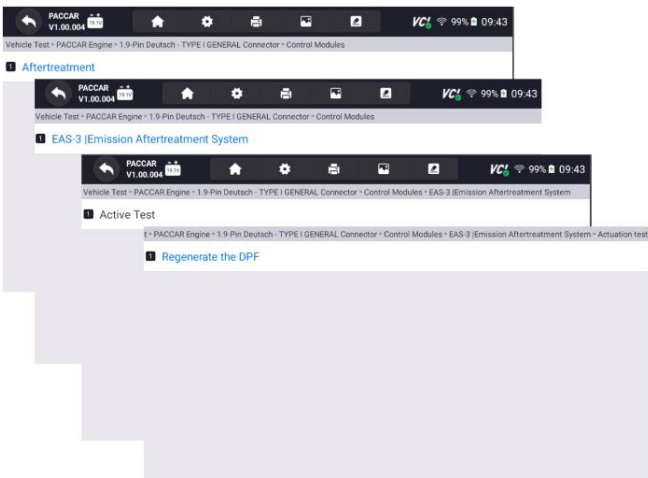 PACCAR
V1.00.004
VC! 99% 09:43
Vehicle Test PACCAR Engine 1.9-Pin Deutsch - TYPE I GENERAL Connector Control Modules
1 Aftertreatment
PACCAR
V1.00.004
VC! 99% 09:43
Vehicle Test PACCAR Engine 1.9-Pin Deutsch - TYPE I GENERAL Connector Control Modules
1 EAS-3 |Emission Aftertreatment System
PACCAR
V1.00.004
VC! 99% 09:43
Vehicle Test PACCAR Engine 1.9-Pin Deutsch - TYPE I GENERAL Connector Control Modules EAS-3 |Emission Aftertreatment System
1 Active Test
t PACCAR Engine 1.9-Pin Deutsch - TYPE I GENERAL Connector Control Modules EAS-3 |Emission Aftertreatment System Actuation test
1 Regenerate the DPF